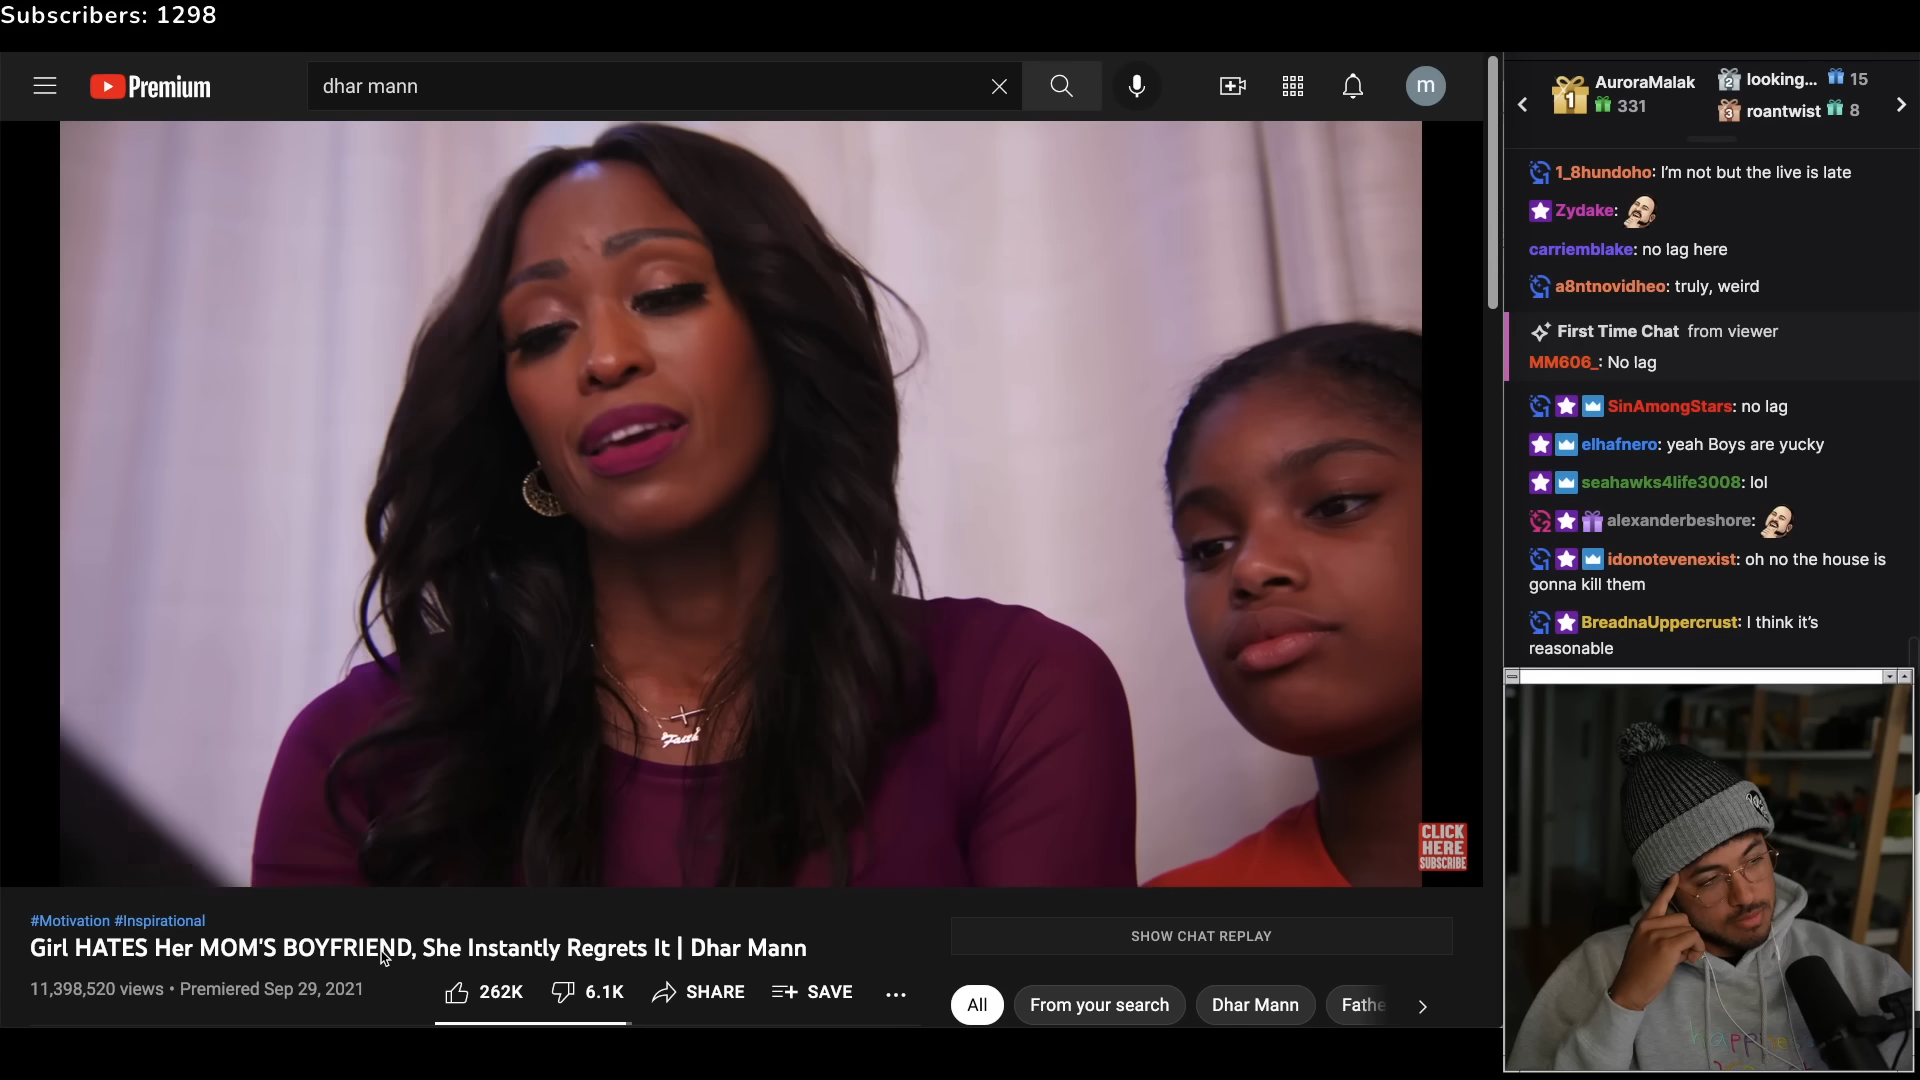 Subscribers: 1298
Premium
dhar mann
m
1 AuroraMalak
331
2 looking... 15
3 roantwist 8
1_8hundoho: I'm not but the live is late
Zydake:
carriemblake: no lag here
a8ntnovidheo: truly, weird
First Time Chat from viewer
MM606_: No lag
SinAmongStars: no lag
elhafnero: yeah Boys are yucky
seahawks4life3008: lol
2 alexanderbeshore:
idonotevenexist: oh no the house is
gonna kill them
BreadnaUppercrust: I think it's
reasonable
Faith
CLICK
HERE
SUBSCRIBE
#Motivation #Inspirational
Girl HATES Her MOM'S BOYFRIEND, She Instantly Regrets It | Dhar Mann
11,398,520 views • Premiered Sep 29, 2021
262K 6.1K SHARE SAVE ...
SHOW CHAT REPLAY
All From your search Dhar Mann Fathe